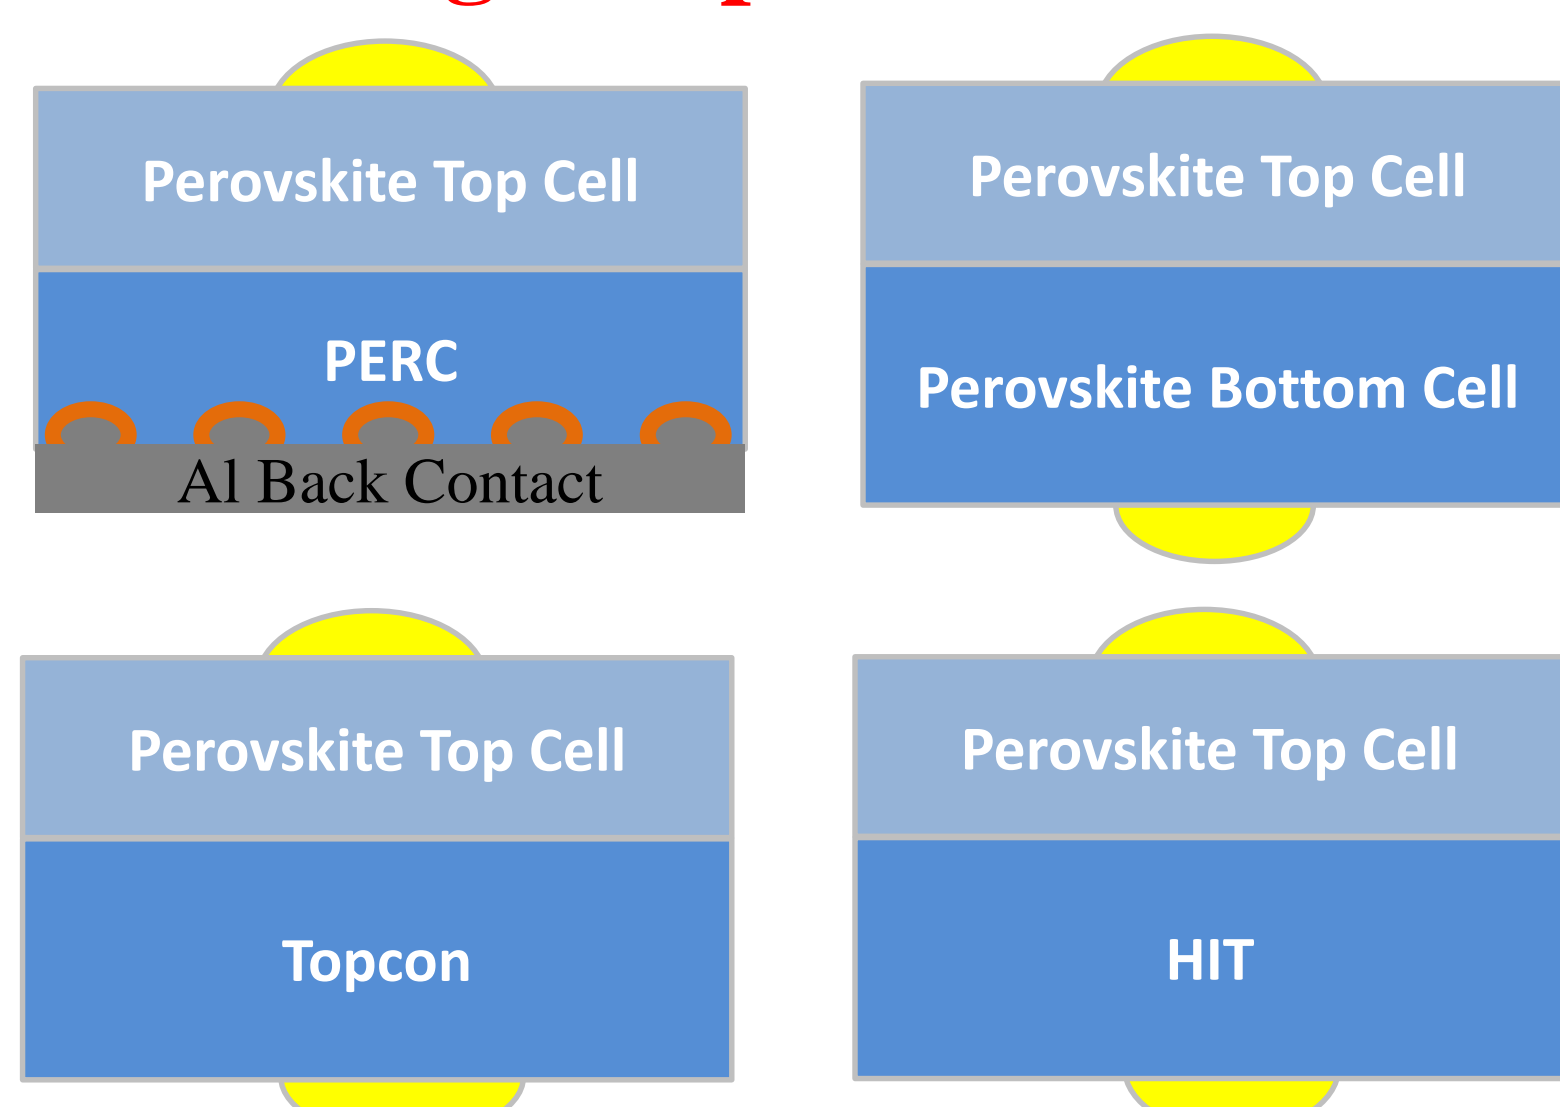 Perovskite Top Cell
PERC
Al Back Contact
Perovskite Top Cell
Perovskite Bottom Cell
Perovskite Top Cell
Topcon
Perovskite Top Cell
HIT